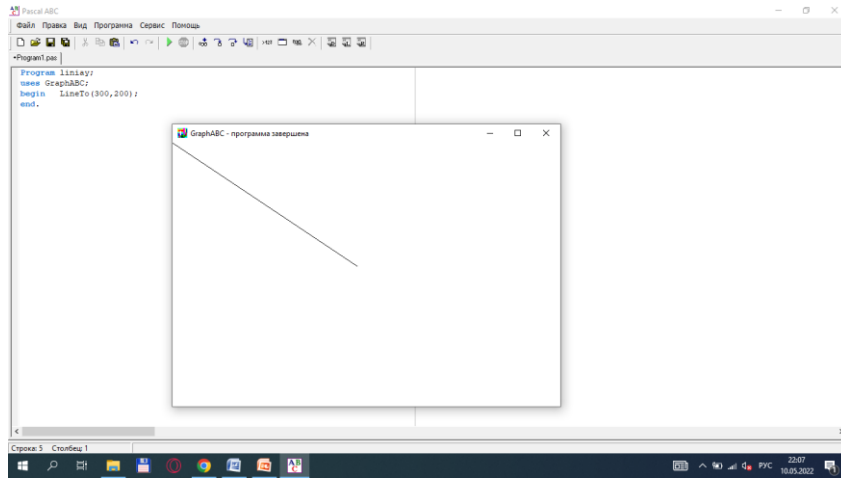 Pascal ABC
Файл Правка Вид Программа Сервис Помощь
•Program1.pas
Program liniay;
uses GraphABC;
begin LineTo(300,200);
end.
GraphABC - программа завершена
Строка: 5 Столбец: 1
РУС
22:07
10.05.2022